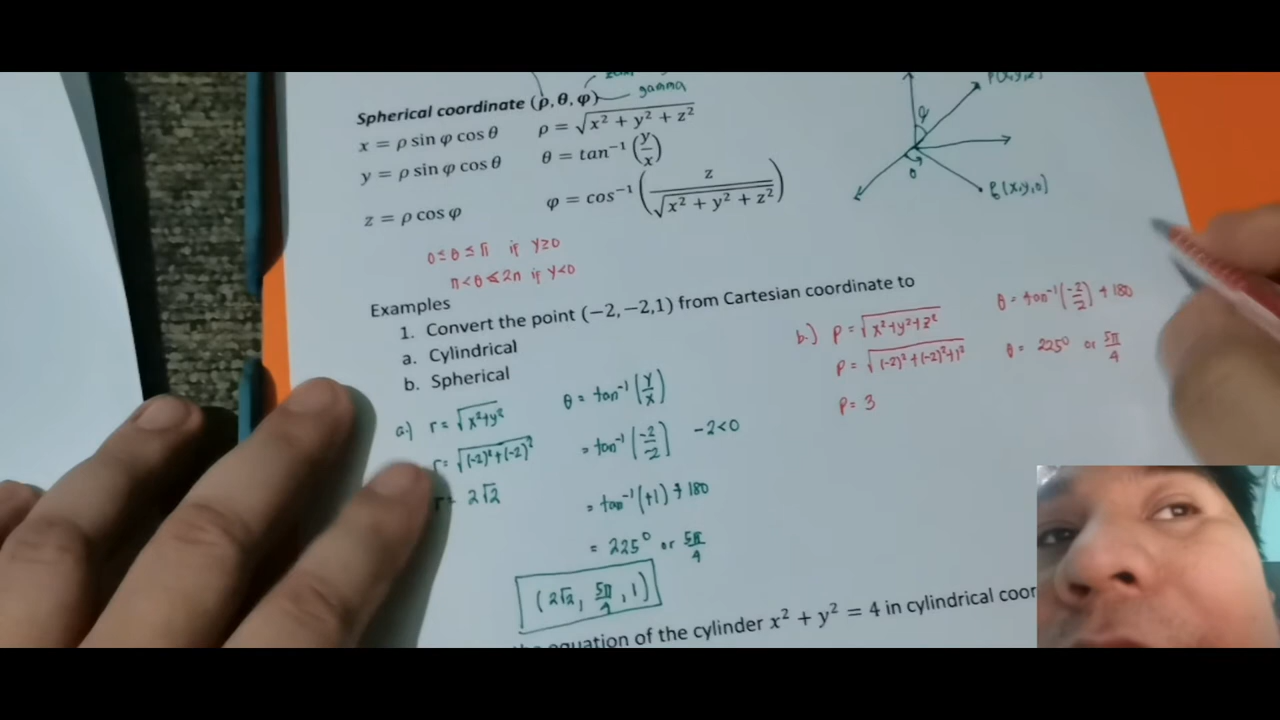 gamma
P(x,y,z)
Spherical coordinate (ρ, θ, φ)
x = ρ sin φ cos θ ρ = √x² + y² + z²
y = ρ sin φ cos θ θ = tan⁻¹ (y/x)
z = ρ cos φ φ = cos⁻¹ (z/√x² + y² + z²)
φ
θ
Q(x,y,0)
0 ≤ θ ≤ π if y≥0
π < θ ≤ 2π if y<0
Examples
1. Convert the point (−2, −2,1) from Cartesian coordinate to
a. Cylindrical
b. Spherical
a.) r = √x²+y² θ = tan⁻¹ (y/x)
r = √(-2)²+(-2)² = tan⁻¹ (-2/-2) -2<0
r = 2√2 = tan⁻¹ (+1) + 180
= 225° or 5π/4
(2√2, 5π/4, 1)
b.) ρ = √x²+y²+z² θ = tan⁻¹ (-2/2) + 180
ρ = √(-2)²+(-2)²+1² θ = 225° or 5π/4
ρ = 3
equation of the cylinder x² + y² = 4 in cylindrical coor